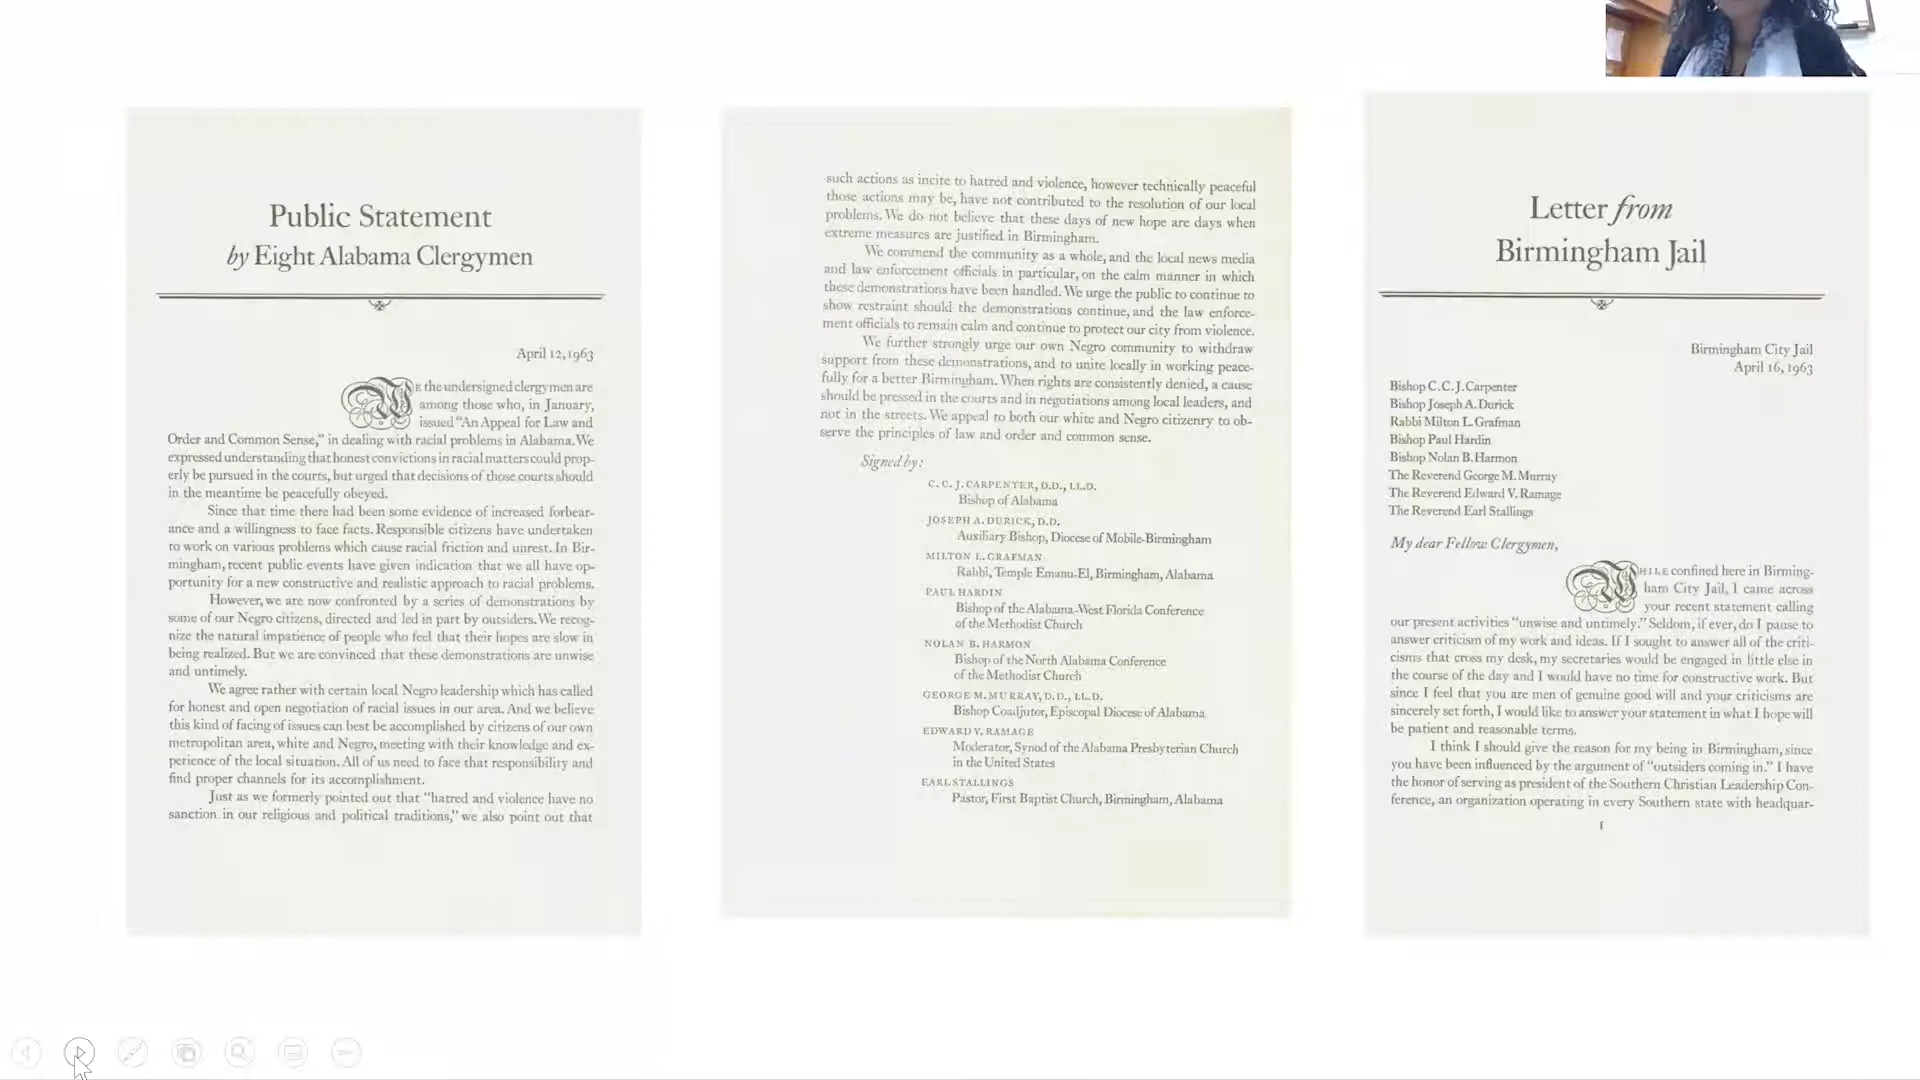 Public Statement
by Eight Alabama Clergymen
April 12, 1963
WE the undersigned clergymen are
among those who, in January,
issued "An Appeal for Law and
Order and Common Sense," in dealing with racial problems in Alabama. We
expressed understanding that honest convictions in racial matters could prop-
erly be pursued in the courts, but urged that decisions of those courts should
in the meantime be peacefully obeyed.
Since that time there had been some evidence of increased forbear-
ance and a willingness to face facts. Responsible citizens have undertaken
to work on various problems which cause racial friction and unrest. In Bir-
mingham, recent public events have given indication that we all have op-
portunity for a new constructive and realistic approach to racial problems.
However, we are now confronted by a series of demonstrations by
some of our Negro citizens, directed and led in part by outsiders. We recog-
nize the natural impatience of people who feel that their hopes are slow in
being realized. But we are convinced that these demonstrations are unwise
and untimely.
We agree rather with certain local Negro leadership which has called
for honest and open negotiation of racial issues in our area. And we believe
this kind of facing of issues can best be accomplished by citizens of our own
metropolitan area, white and Negro, meeting with their knowledge and ex-
perience of the local situation. All of us need to face that responsibility and
find proper channels for its accomplishment.
Just as we formerly pointed out that "hatred and violence have no
sanction in our religious and political traditions," we also point out that
such actions as incite to hatred and violence, however technically peaceful
those actions may be, have not contributed to the resolution of our local
problems. We do not believe that these days of new hope are days when
extreme measures are justified in Birmingham.
We commend the community as a whole, and the local news media
and law enforcement officials in particular, on the calm manner in which
these demonstrations have been handled. We urge the public to continue to
show restraint should the demonstrations continue, and the law enforce-
ment officials to remain calm and continue to protect our city from violence.
We further strongly urge our own Negro community to withdraw
support from these demonstrations, and to unite locally in working peace-
fully for a better Birmingham. When rights are consistently denied, a cause
should be pressed in the courts and in negotiations among local leaders, and
not in the streets. We appeal to both our white and Negro citizenry to ob-
serve the principles of law and order and common sense.
Signed by:
C. C. J. CARPENTER, D.D., LL.D.
Bishop of Alabama
JOSEPH A. DURICK, D.D.
Auxiliary Bishop, Diocese of Mobile-Birmingham
MILTON L. GRAFMAN
Rabbi, Temple Emanu-El, Birmingham, Alabama
PAUL HARDIN
Bishop of the Alabama-West Florida Conference
of the Methodist Church
NOLAN B. HARMON
Bishop of the North Alabama Conference
of the Methodist Church
GEORGE M. MURRAY, D.D., LL.D.
Bishop Coadjutor, Episcopal Diocese of Alabama
EDWARD V. RAMAGE
Moderator, Synod of the Alabama Presbyterian Church
in the United States
EARL STALLINGS
Pastor, First Baptist Church, Birmingham, Alabama
Letter from
Birmingham Jail
Birmingham City Jail
April 16, 1963
Bishop C. C. J. Carpenter
Bishop Joseph A. Durick
Rabbi Milton L. Grafman
Bishop Paul Hardin
Bishop Nolan B. Harmon
The Reverend George M. Murray
The Reverend Edward V. Ramage
The Reverend Earl Stallings
My dear Fellow Clergymen,
WHILE confined here in Birming-
ham City Jail, I came across
your recent statement calling
our present activities "unwise and untimely." Seldom, if ever, do I pause to
answer criticism of my work and ideas. If I sought to answer all of the criti-
cisms that cross my desk, my secretaries would be engaged in little else in
the course of the day and I would have no time for constructive work. But
since I feel that you are men of genuine good will and your criticisms are
sincerely set forth, I would like to answer your statement in what I hope will
be patient and reasonable terms.
I think I should give the reason for my being in Birmingham, since
you have been influenced by the argument of "outsiders coming in." I have
the honor of serving as president of the Southern Christian Leadership Con-
ference, an organization operating in every Southern state with headquar-
1